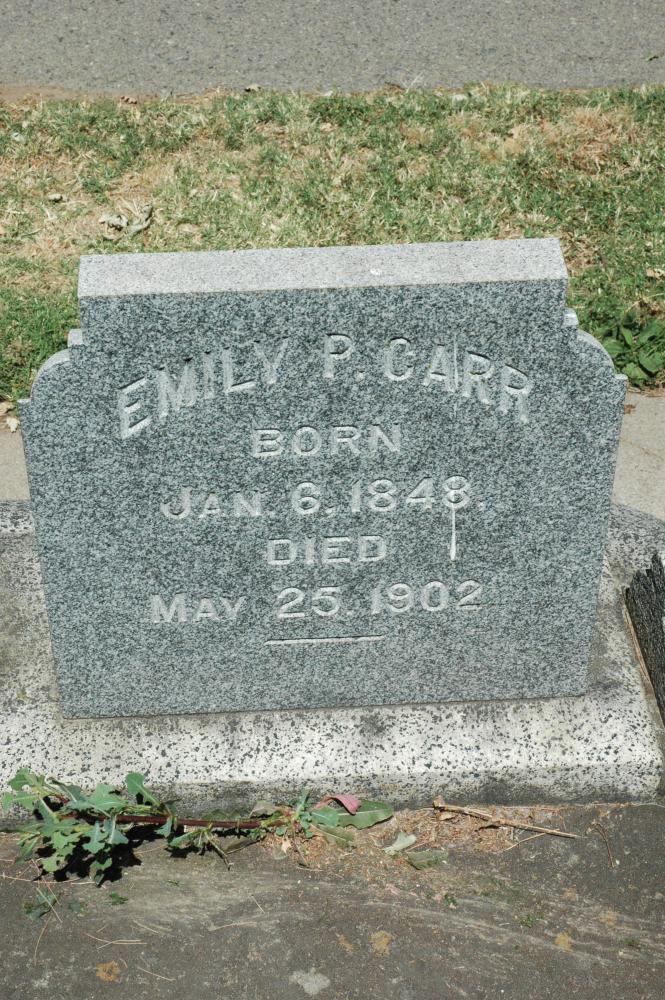 EMILY P. CARR
BORN
JAN. 6, 1848.
DIED
MAY 25, 1902